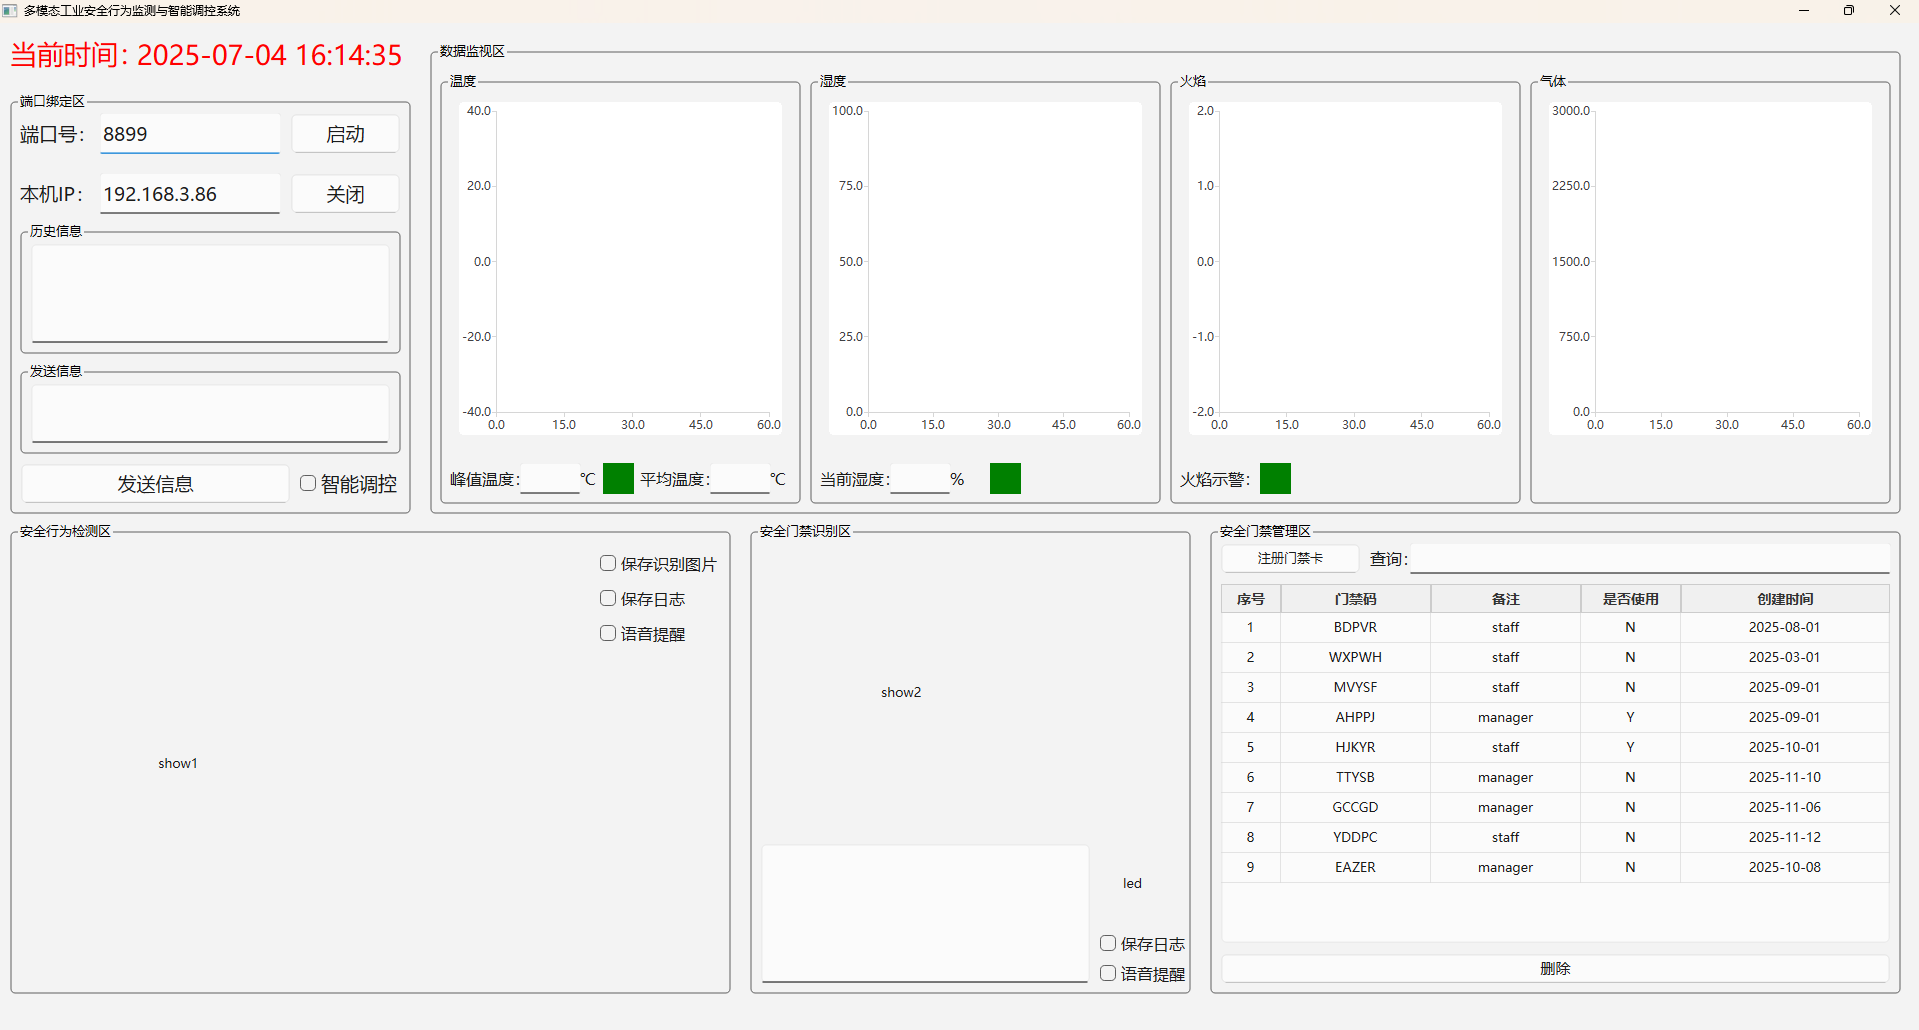 多模态工业安全行为监测与智能调控系统
当前时间：2025-07-04 16:14:35
端口绑定区
端口号： 8899 启动
本机IP： 192.168.3.86 关闭
历史信息
发送信息
发送信息 智能调控
数据监视区
温度
40.0
20.0
0.0
-20.0
-40.0
0.0 15.0 30.0 45.0 60.0
峰值温度： ℃ 平均温度： ℃
湿度
100.0
75.0
50.0
25.0
0.0
0.0 15.0 30.0 45.0 60.0
当前湿度： %
火焰
2.0
1.0
0.0
-1.0
-2.0
0.0 15.0 30.0 45.0 60.0
火焰示警：
气体
3000.0
2250.0
1500.0
750.0
0.0
0.0 15.0 30.0 45.0 60.0
安全行为检测区
保存识别图片
保存日志
语音提醒
show1
安全门禁识别区
show2
led
保存日志
语音提醒
安全门禁管理区
注册门禁卡 查询：
序号 门禁码 备注 是否使用 创建时间
1 BDPVR staff N 2025-08-01
2 WXPWH staff N 2025-03-01
3 MVYSF staff N 2025-09-01
4 AHPPJ manager Y 2025-09-01
5 HJKYR staff Y 2025-10-01
6 TTYSB manager N 2025-11-10
7 GCCGD manager N 2025-11-06
8 YDDPC staff N 2025-11-12
9 EAZER manager N 2025-10-08
删除